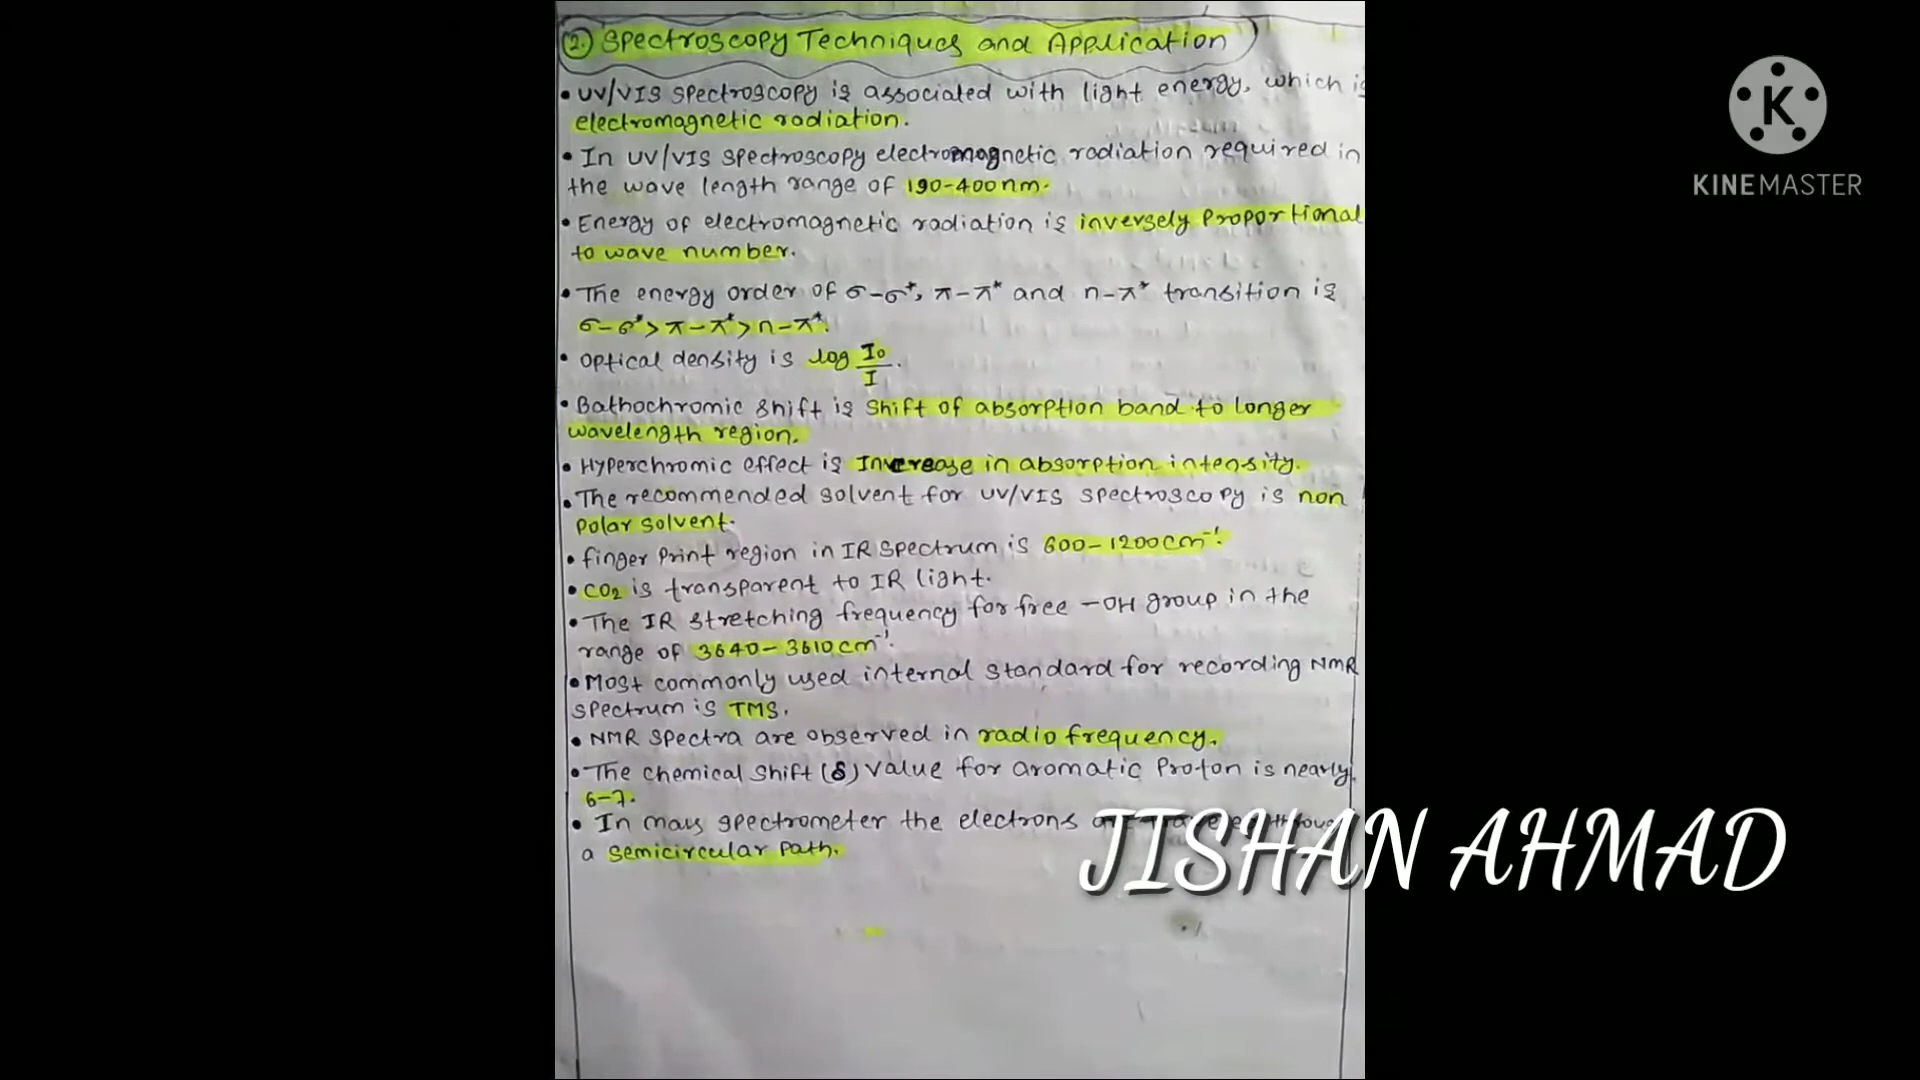 2. Spectroscopy Techniques and Application
• UV/VIS spectroscopy is associated with light energy, which is
electromagnetic radiation.
• In UV/VIS spectroscopy electromagnetic radiation required in
the wave length range of 190-400nm.
• Energy of electromagnetic radiation is inversely proportional
to wave number.
• The energy order of σ-σ*, π-π* and n-π* transition is
σ-σ* > π-π* > n-π*.
• Optical density is log I₀/I.
• Bathochromic shift is shift of absorption band to longer
wavelength region.
• Hyperchromic effect is Increase in absorption intensity.
• The recommended solvent for UV/VIS spectroscopy is non
polar solvent.
• finger print region in IR spectrum is 600-1200cm⁻¹.
• CO₂ is transparent to IR light.
• The IR stretching frequency for free -OH group in the
range of 3640-3610cm⁻¹.
• Most commonly used internal standard for recording NMR
spectrum is TMS.
• NMR spectra are observed in radio frequency.
• The chemical shift (δ) value for aromatic proton is nearly
6-7.
• In mass spectrometer the electrons
a semicircular path.
K
KINEMASTER
JISHAN AHMAD